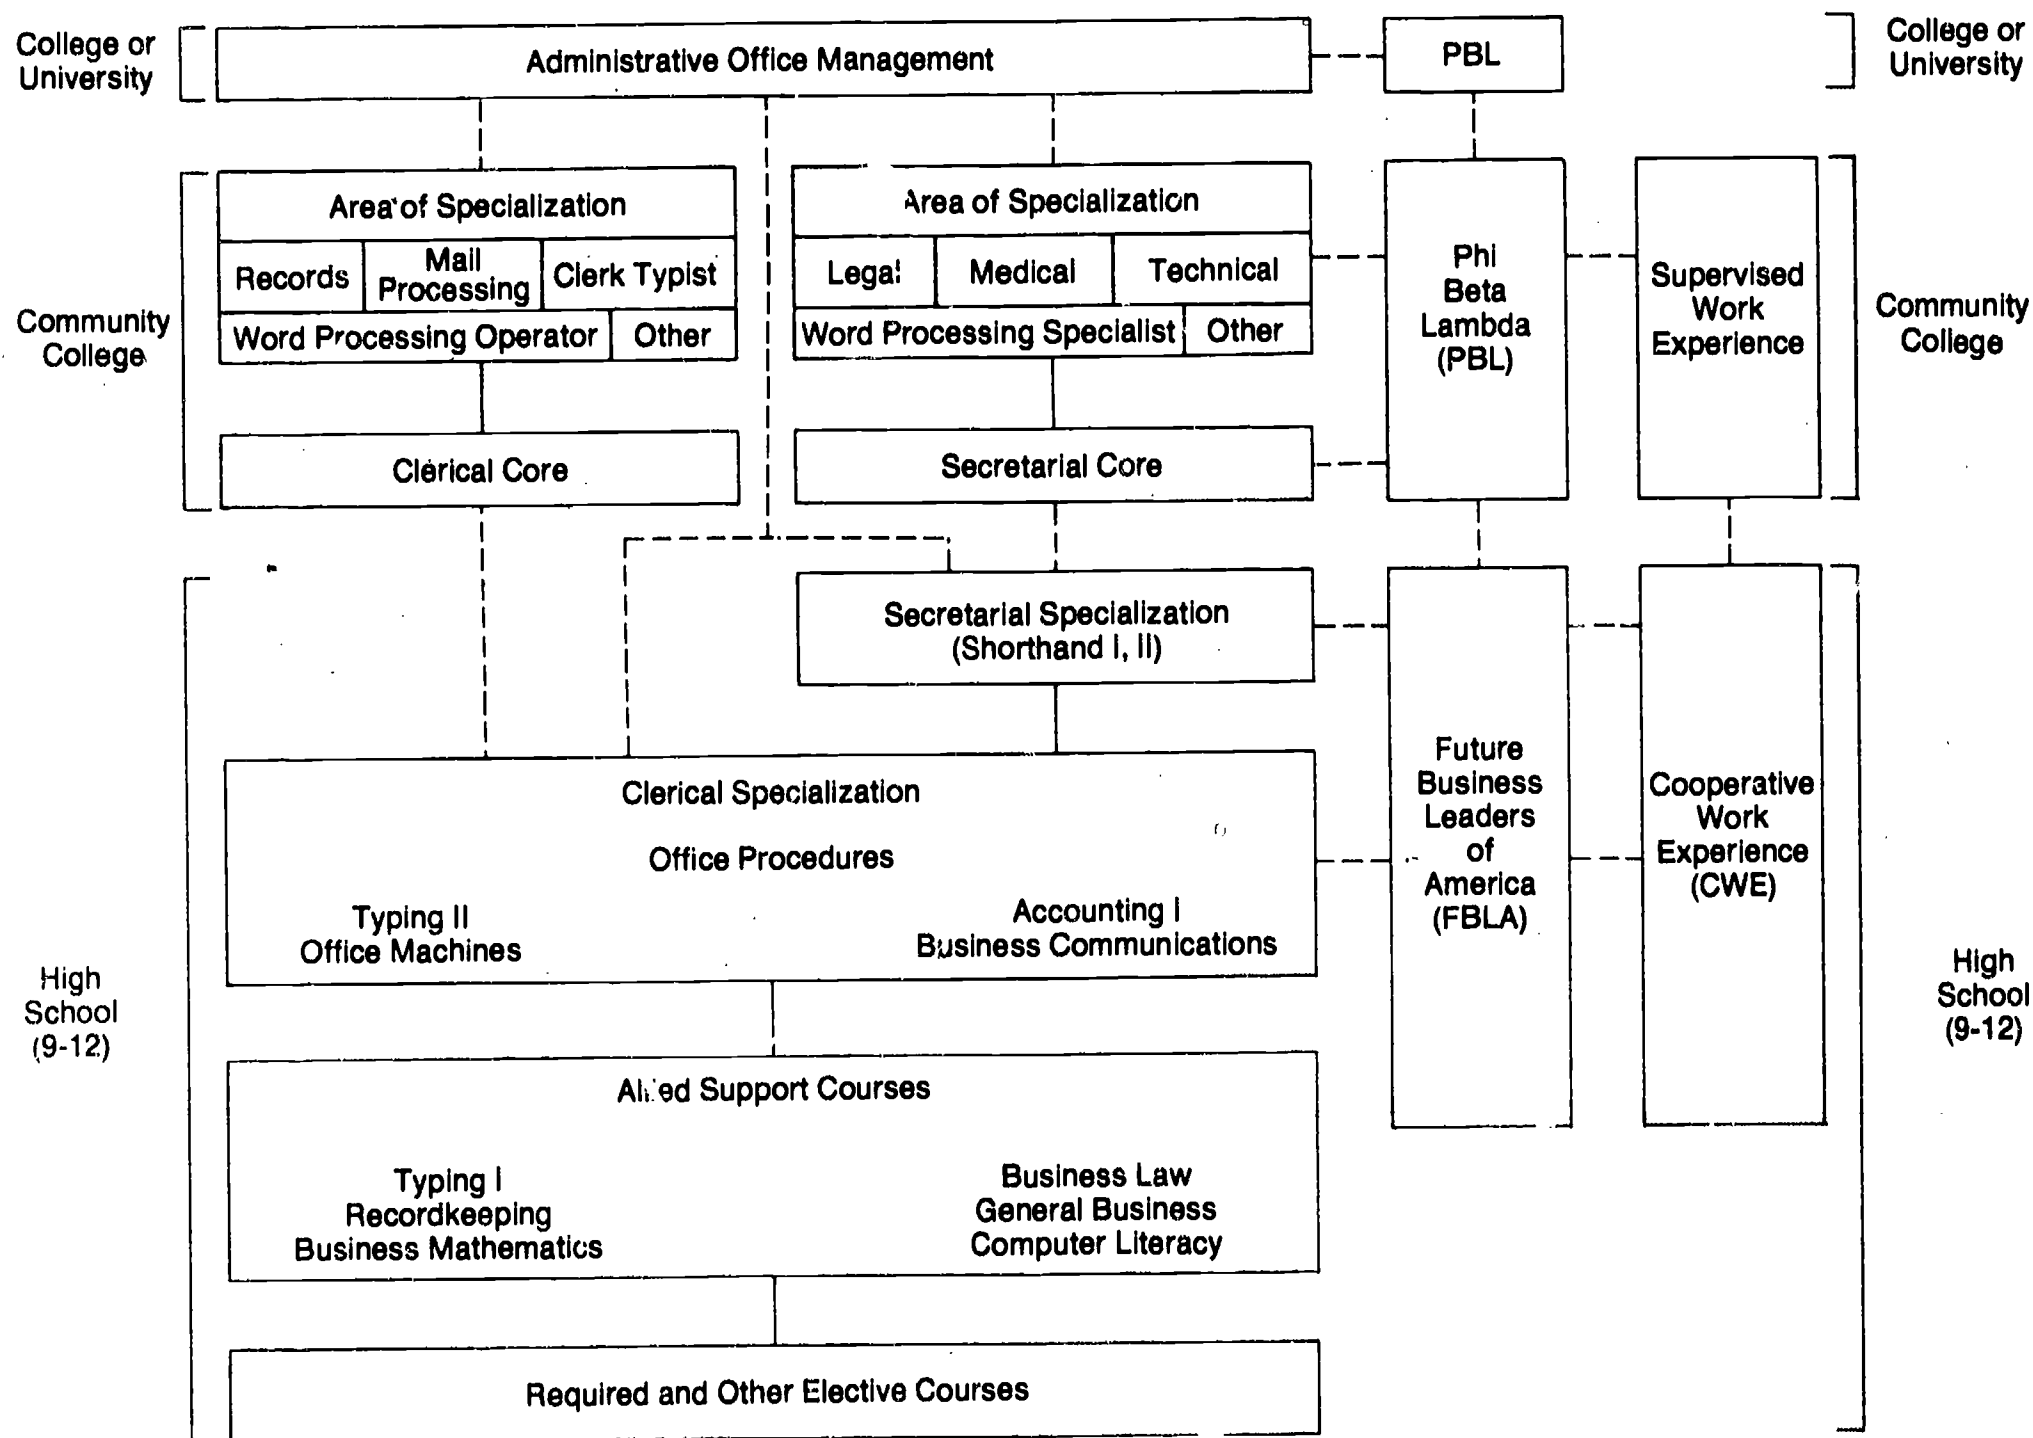 College or
University
Administrative Office Management
PBL
College or
University
Community
College
Area of Specialization
Records
Mail
Processing
Clerk Typist
Word Processing Operator
Other
Clerical Core
Area of Specialization
Legal
Medical
Technical
Word Processing Specialist
Other
Secretarial Core
Phi
Beta
Lambda
(PBL)
Supervised
Work
Experience
Community
College
High
School
(9-12)
Secretarial Specialization
(Shorthand I, II)
Clerical Specialization
Office Procedures
Typing II
Office Machines
Accounting I
Business Communications
Allied Support Courses
Typing I
Recordkeeping
Business Mathematics
Business Law
General Business
Computer Literacy
Required and Other Elective Courses
Future
Business
Leaders
of
America
(FBLA)
Cooperative
Work
Experience
(CWE)
High
School
(9-12)